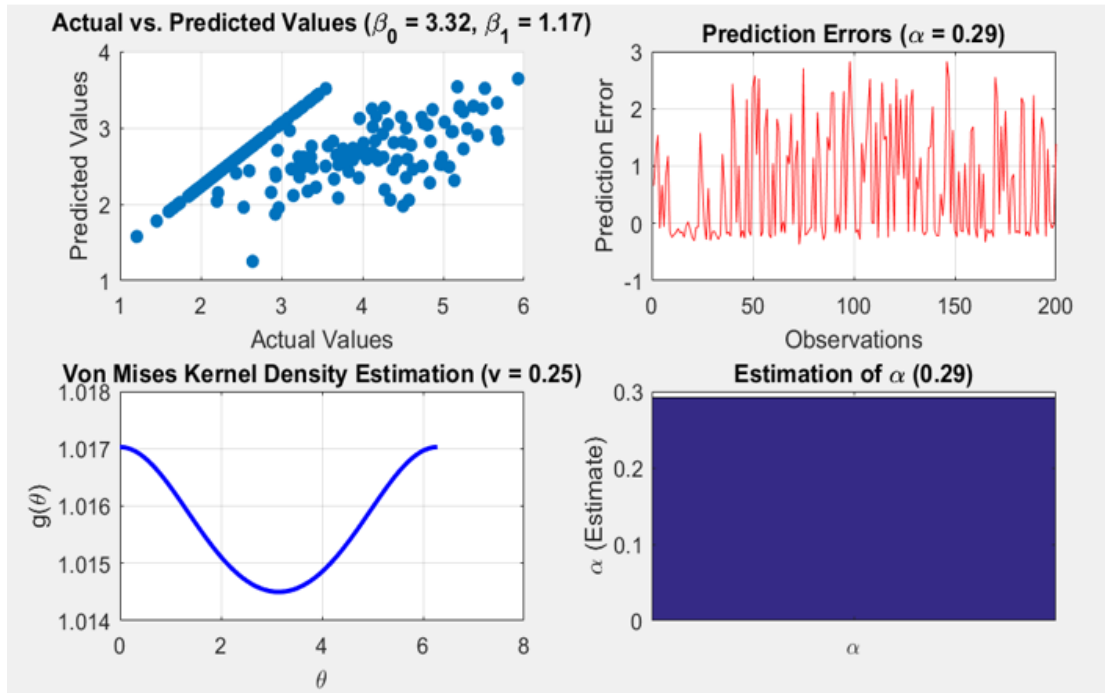 Actual vs. Predicted Values (β0 = 3.32, β1 = 1.17)
4
3
2
1
Predicted Values
1 2 3 4 5 6
Actual Values
Prediction Errors (α = 0.29)
3
2
1
0
-1
Prediction Error
0 50 100 150 200
Observations
Von Mises Kernel Density Estimation (v = 0.25)
1.018
1.017
1.016
1.015
1.014
g(θ)
0 2 4 6 8
θ
Estimation of α (0.29)
0.3
0.2
0.1
0
α (Estimate)
α